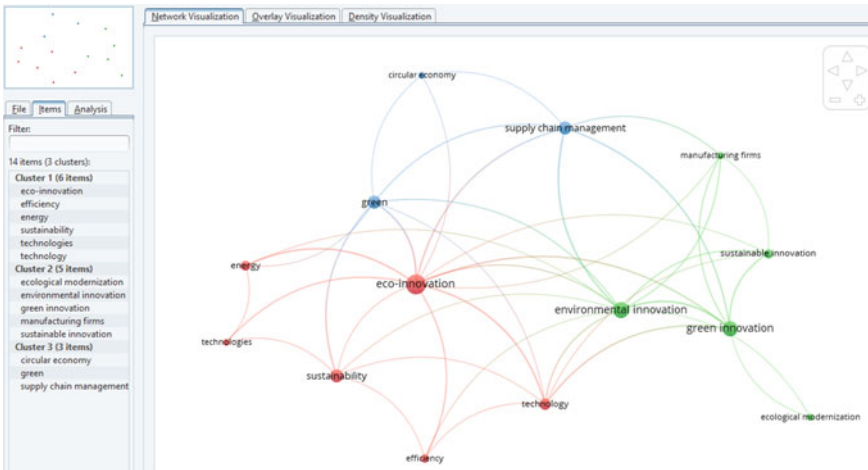 File Items Analysis
Filter:
14 items (3 clusters):
Cluster 1 (6 items)
eco-innovation
efficiency
energy
sustainability
technologies
technology
Cluster 2 (5 items)
ecological modernization
environmental innovation
green innovation
manufacturing firms
sustainable innovation
Cluster 3 (3 items)
circular economy
green
supply chain management
Network Visualization Overlay Visualization Density Visualization
circular economy
supply chain management
manufacturing firms
green
sustainable innovation
energy
eco-innovation
environmental innovation
green innovation
technologies
sustainability
technology
ecological modernization
efficiency